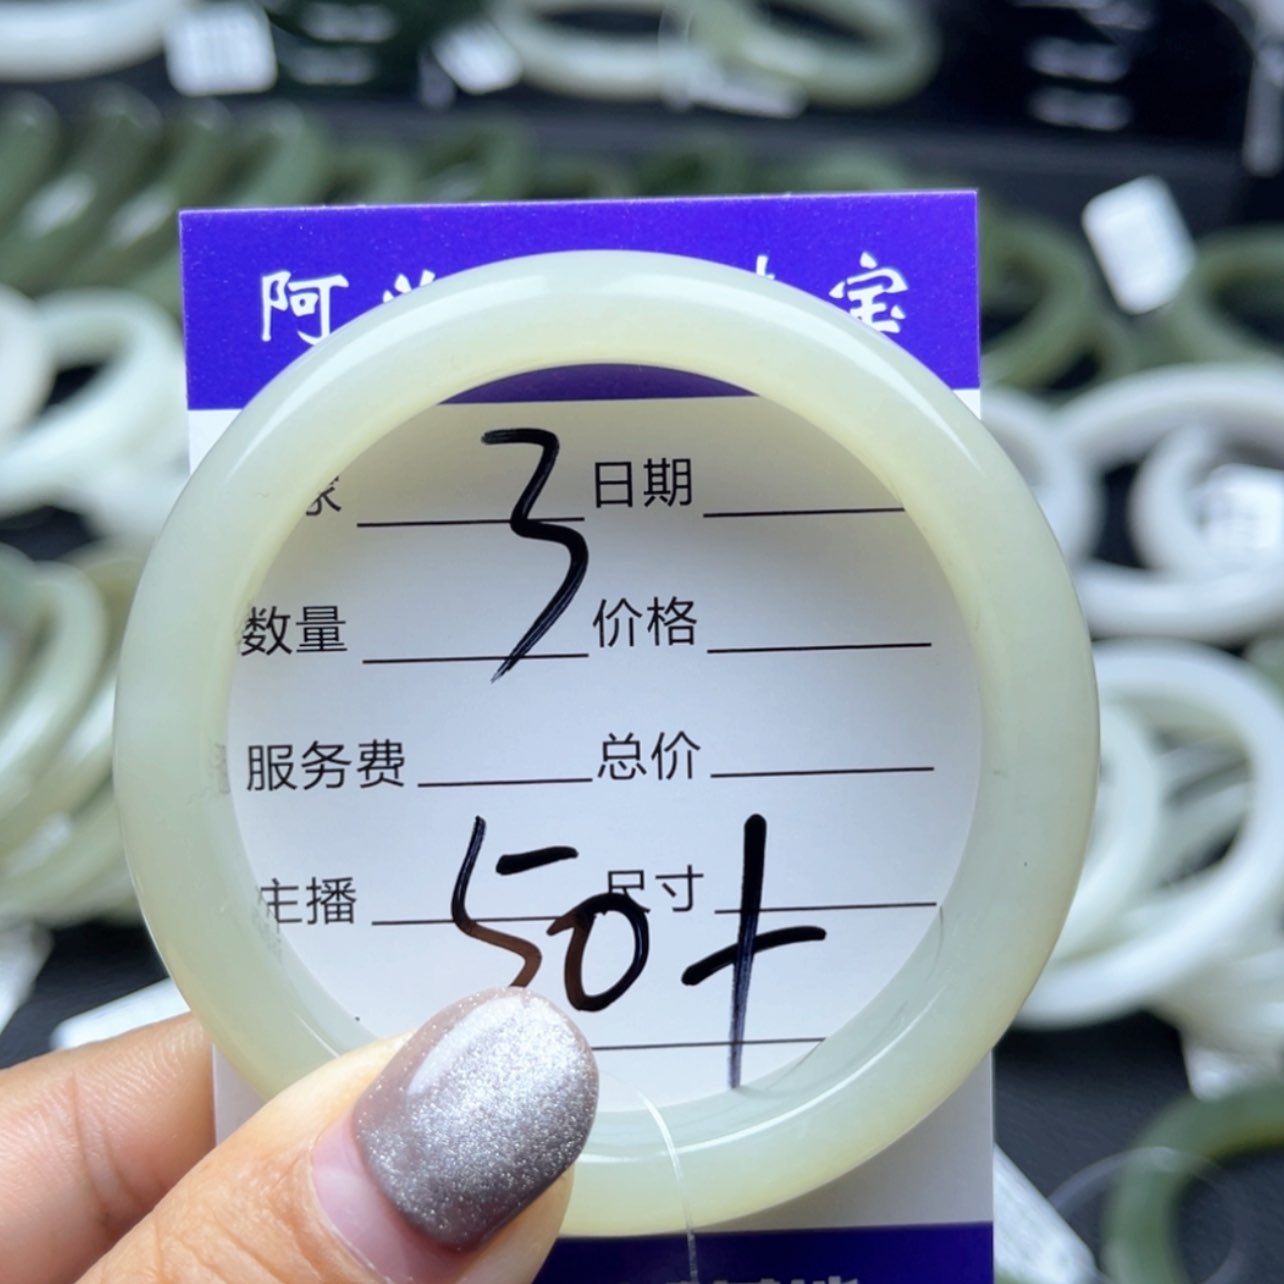 阿 宝
家 3 日期
数量 价格
服务费 总价
主播 尺寸
50+